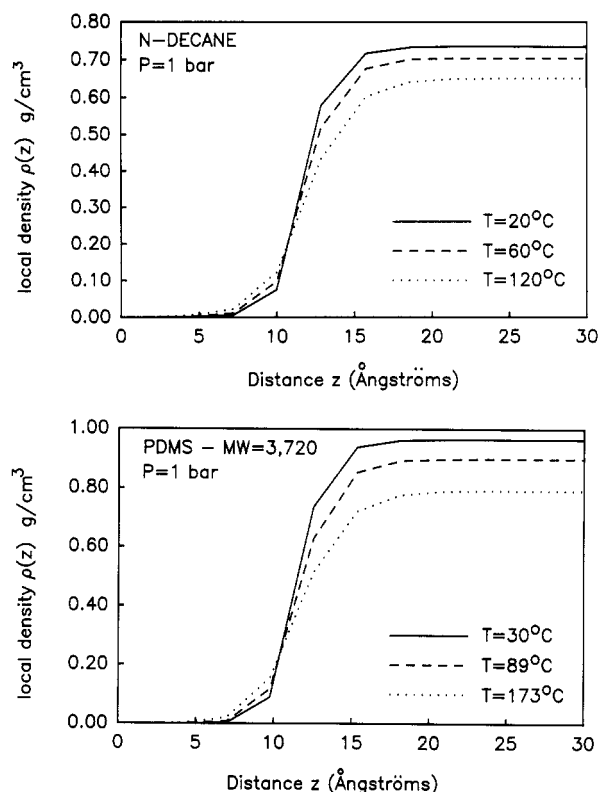 N-DECANE
P=1 bar
local density ρ(z) g/cm³
0.80
0.70
0.60
0.50
0.40
0.30
0.20
0.10
0.00
T=20°C
T=60°C
T=120°C
0 5 10 15 20 25 30
Distance z (Ångströms)
PDMS - MW=3,720
P=1 bar
local density ρ(z) g/cm³
1.00
0.80
0.60
0.40
0.20
0.00
T=30°C
T=89°C
T=173°C
0 5 10 15 20 25 30
Distance z (Ångströms)